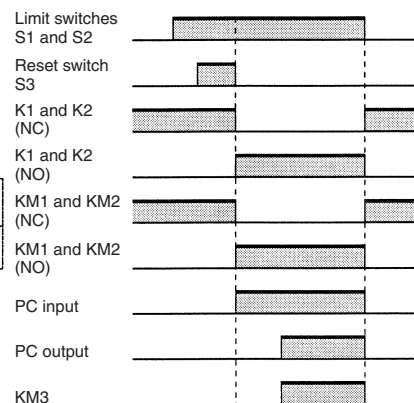 Limit switches
S1 and S2
Reset switch
S3
K1 and K2
(NC)
K1 and K2
(NO)
KM1 and KM2
(NC)
KM1 and KM2
(NO)
PC input
PC output
KM3